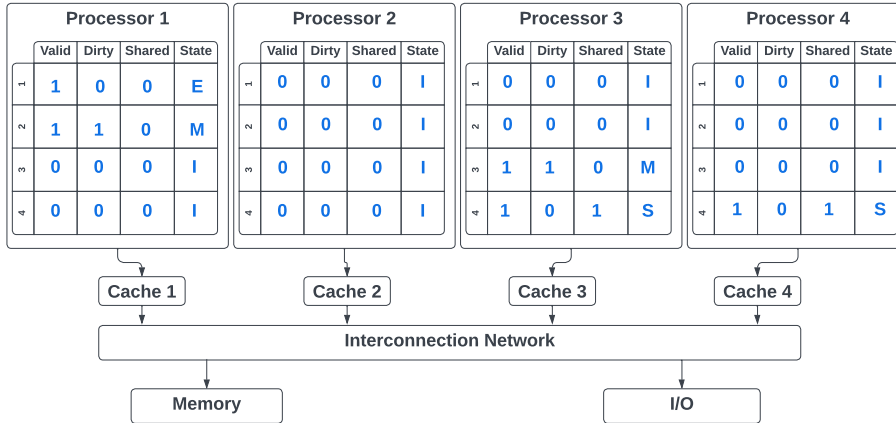 Processor 1
Valid Dirty Shared State
1 1 0 0 E
2 1 1 0 M
3 0 0 0 I
4 0 0 0 I
Processor 2
Valid Dirty Shared State
1 0 0 0 I
2 0 0 0 I
3 0 0 0 I
4 0 0 0 I
Processor 3
Valid Dirty Shared State
1 0 0 0 I
2 0 0 0 I
3 1 1 0 M
4 1 0 1 S
Processor 4
Valid Dirty Shared State
1 0 0 0 I
2 0 0 0 I
3 0 0 0 I
4 1 0 1 S
Cache 1
Cache 2
Cache 3
Cache 4
Interconnection Network
Memory
I/O